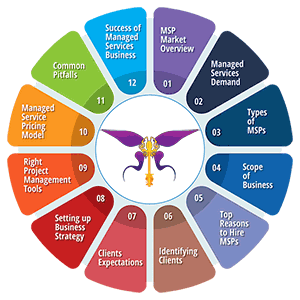 MSP
Market
Overview
01
Managed
Services
Demand
02
Types
of
MSPs
03
Scope
of
Business
04
Top
Reasons
to Hire
MSPs
05
Identifying
Clients
06
Clients
Expectations
07
Setting up
Business
Strategy
08
Right
Project
Management
Tools
09
Managed
Service
Pricing
Model
10
Common
Pitfalls
11
Success of
Managed
Services
Business
12